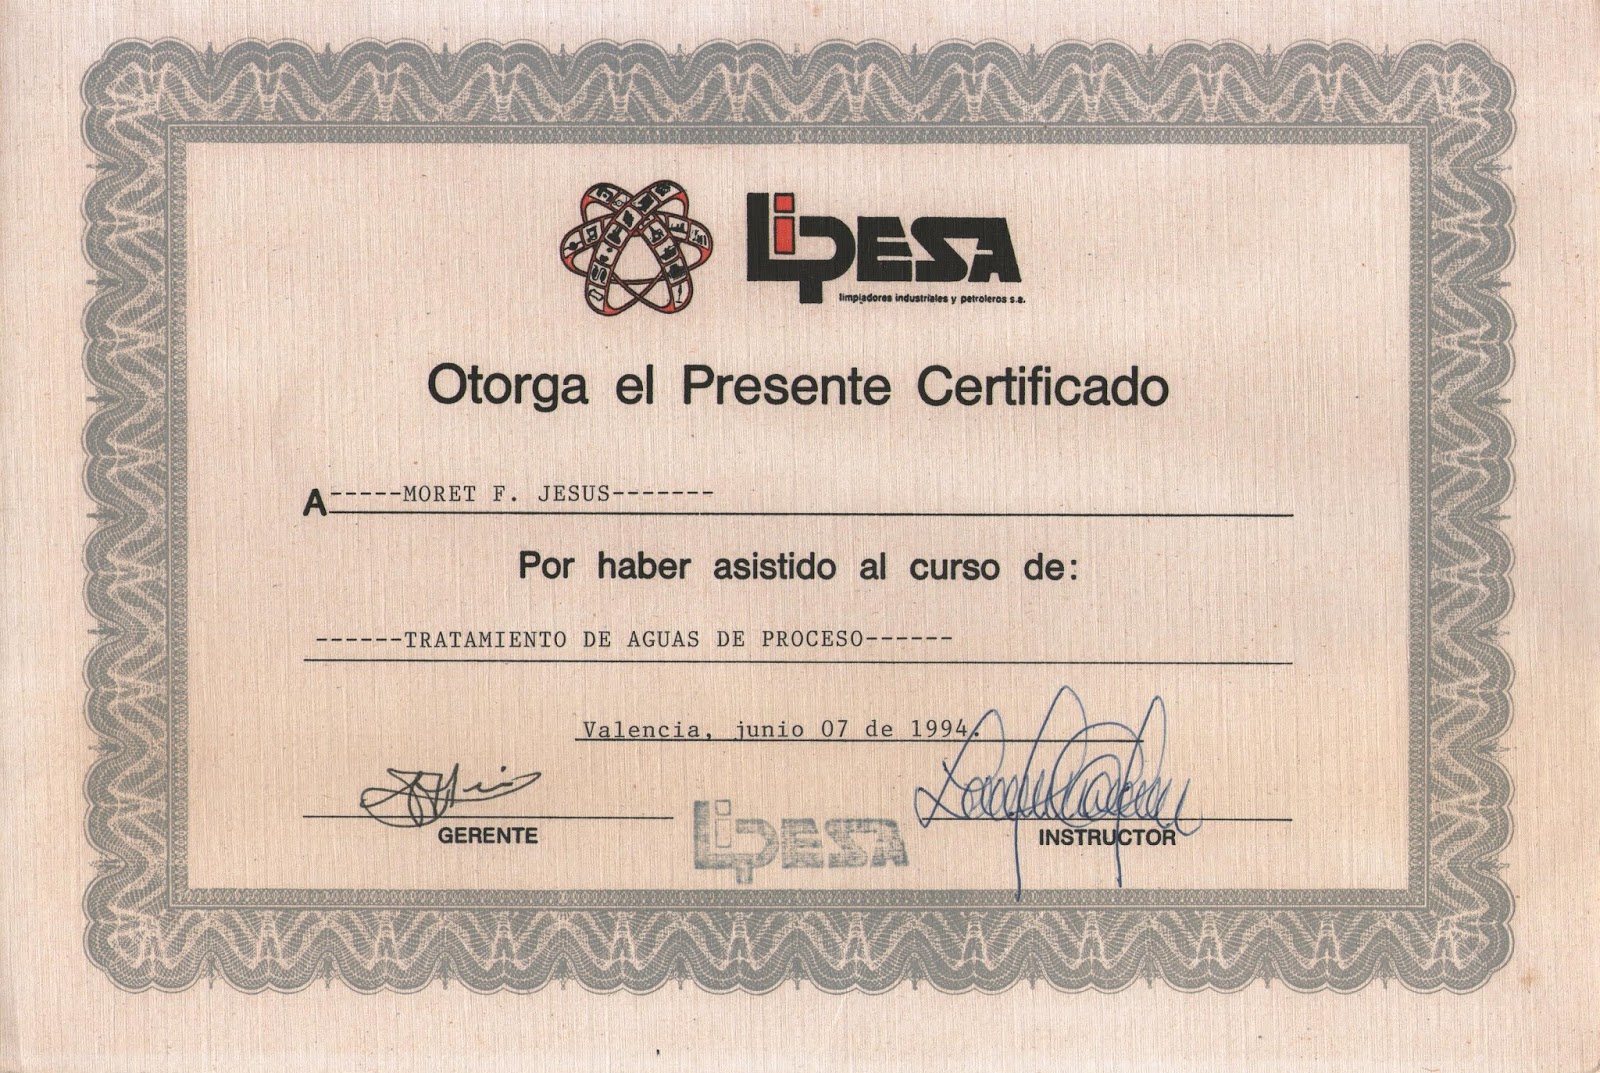 LIPESA
limpiadores industriales y petroleros s.a.
Otorga el Presente Certificado
A-----MORET F. JESUS-------
Por haber asistido al curso de:
------TRATAMIENTO DE AGUAS DE PROCESO------
Valencia, junio 07 de 1994.
GERENTE
LIPESA
INSTRUCTOR